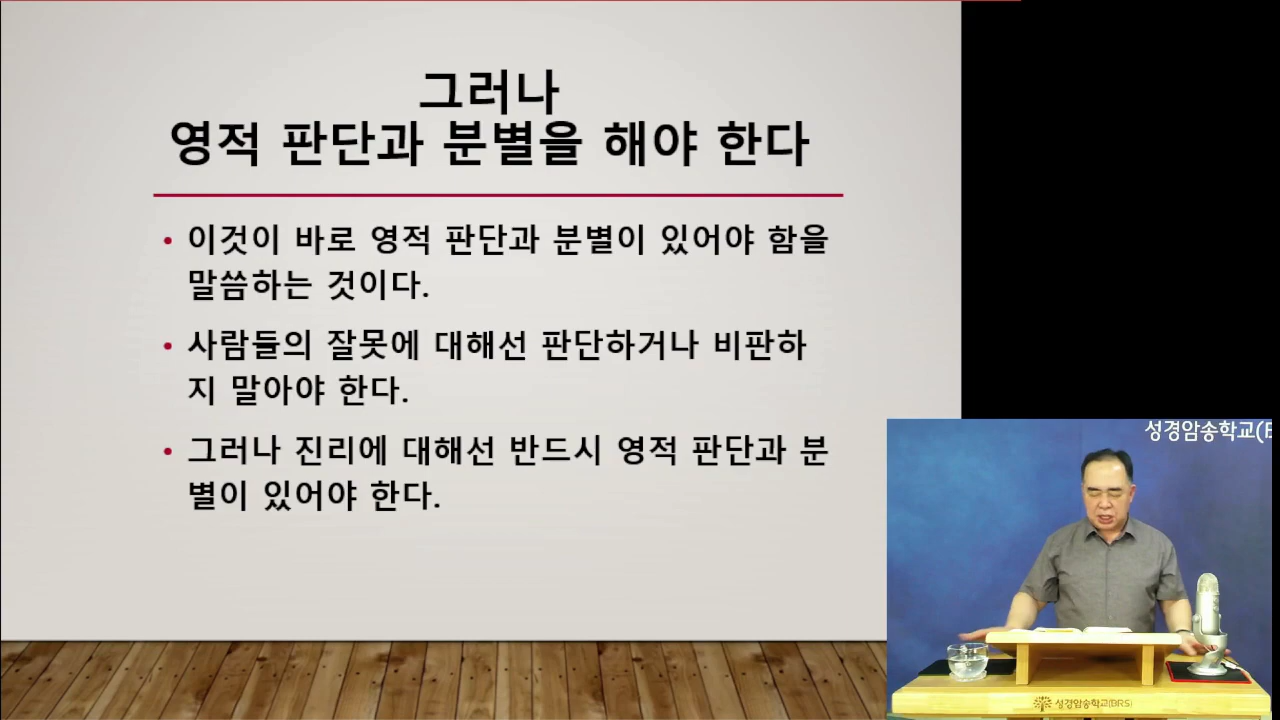 그러나
영적 판단과 분별을 해야 한다
• 이것이 바로 영적 판단과 분별이 있어야 함을
말씀하는 것이다.
• 사람들의 잘못에 대해선 판단하거나 비판하
지 말아야 한다.
• 그러나 진리에 대해선 반드시 영적 판단과 분
별이 있어야 한다.
성경암송학교(B
성경암송학교(BRS)